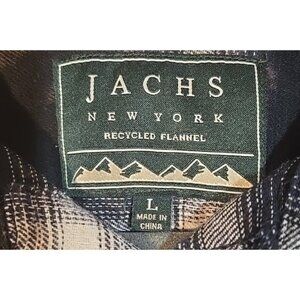 JACHS
NEW YORK
RECYCLED FLANNEL
L
MADE IN
CHINA